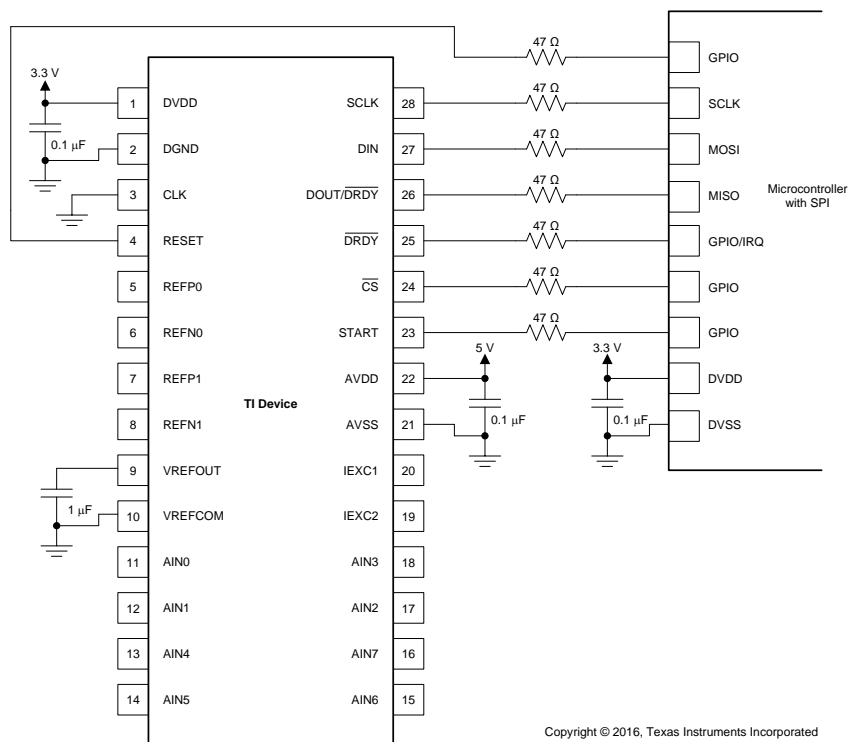 47 Ω
GPIO
3.3 V
1 DVDD SCLK 28 47 Ω SCLK
0.1 μF
2 DGND DIN 27 47 Ω MOSI
3 CLK DOUT/DRDY 26 47 Ω MISO
Microcontroller
with SPI
4 RESET DRDY 25 47 Ω GPIO/IRQ
5 REFP0 CS 24 47 Ω GPIO
6 REFN0 START 23 47 Ω GPIO
5 V
3.3 V
7 REFP1 AVDD 22 DVDD
TI Device
0.1 μF
0.1 μF
8 REFN1 AVSS 21 DVSS
9 VREFOUT IEXC1 20
1 μF
10 VREFCOM IEXC2 19
11 AIN0 AIN3 18
12 AIN1 AIN2 17
13 AIN4 AIN7 16
14 AIN5 AIN6 15
Copyright © 2016, Texas Instruments Incorporated